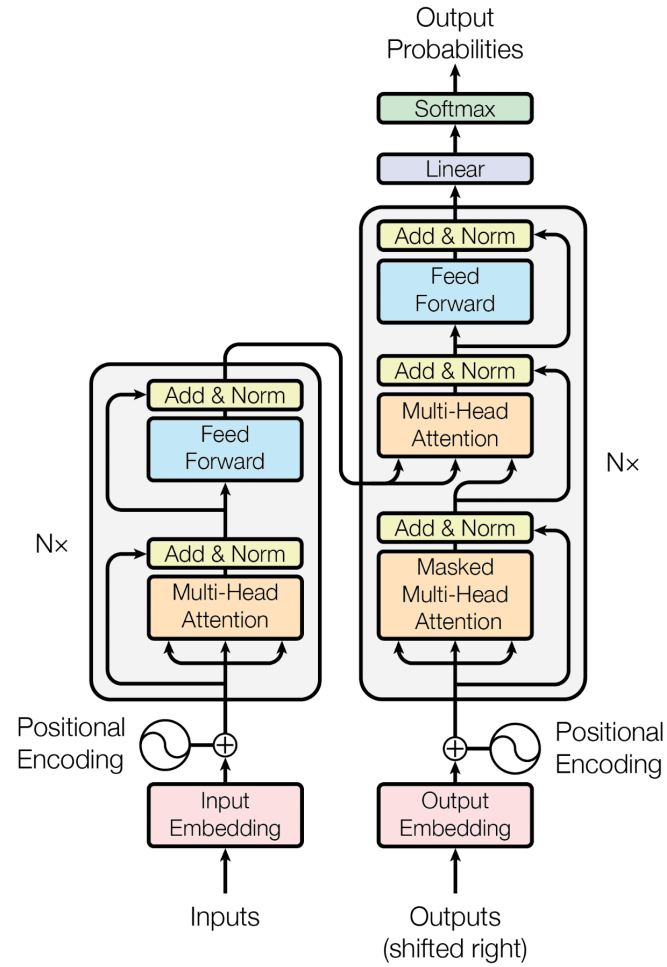 Output
Probabilities
Softmax
Linear
Add & Norm
Feed
Forward
Add & Norm
Multi-Head
Attention
Add & Norm
Masked
Multi-Head
Attention
Nx
Add & Norm
Feed
Forward
Add & Norm
Multi-Head
Attention
Nx
Positional
Encoding
Positional
Encoding
Input
Embedding
Output
Embedding
Inputs
Outputs
(shifted right)